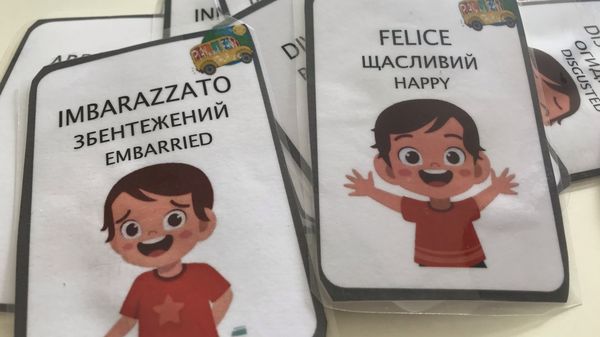 IMBARAZZATO
ЗБЕНТЕЖЕНИЙ
EMBARRIED
FELICE
ЩАСЛИВИЙ
HAPPY
DISGUSTED